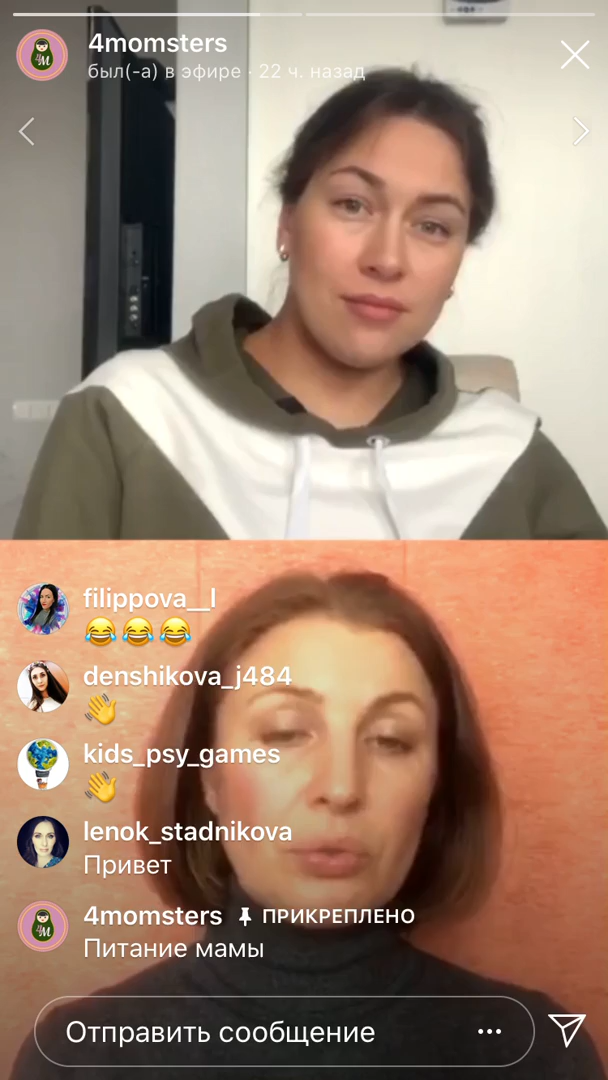 4momsters
был(-а) в эфире · 22 ч. назад
filippova__l
😂😂😂
denshikova_j484
👋
kids_psy_games
👋
lenok_stadnikova
Привет
4momsters 📌 ПРИКРЕПЛЕНО
Питание мамы
Отправить сообщение